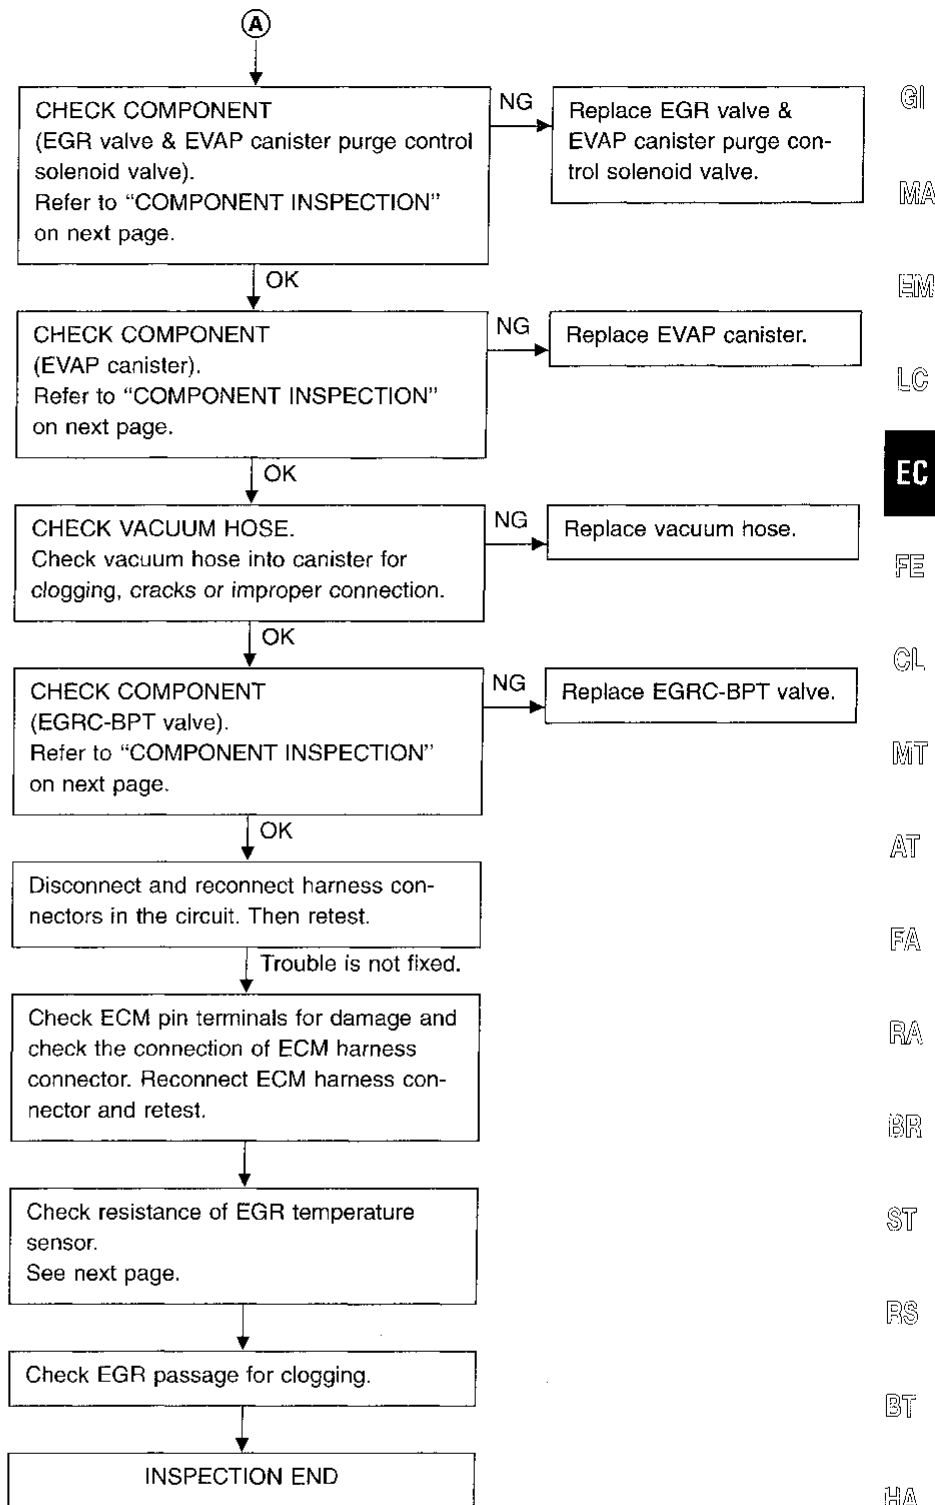 A
CHECK COMPONENT
(EGR valve & EVAP canister purge control
solenoid valve).
Refer to “COMPONENT INSPECTION”
on next page.
NG
Replace EGR valve &
EVAP canister purge con-
trol solenoid valve.
OK
CHECK COMPONENT
(EVAP canister).
Refer to “COMPONENT INSPECTION”
on next page.
NG
Replace EVAP canister.
OK
CHECK VACUUM HOSE.
Check vacuum hose into canister for
clogging, cracks or improper connection.
NG
Replace vacuum hose.
OK
CHECK COMPONENT
(EGRC-BPT valve).
Refer to “COMPONENT INSPECTION”
on next page.
NG
Replace EGRC-BPT valve.
OK
Disconnect and reconnect harness con-
nectors in the circuit. Then retest.
Trouble is not fixed.
Check ECM pin terminals for damage and
check the connection of ECM harness
connector. Reconnect ECM harness con-
nector and retest.
Check resistance of EGR temperature
sensor.
See next page.
Check EGR passage for clogging.
INSPECTION END
GI
MA
EM
LC
EC
FE
CL
MT
AT
FA
RA
BR
ST
RS
BT
HA